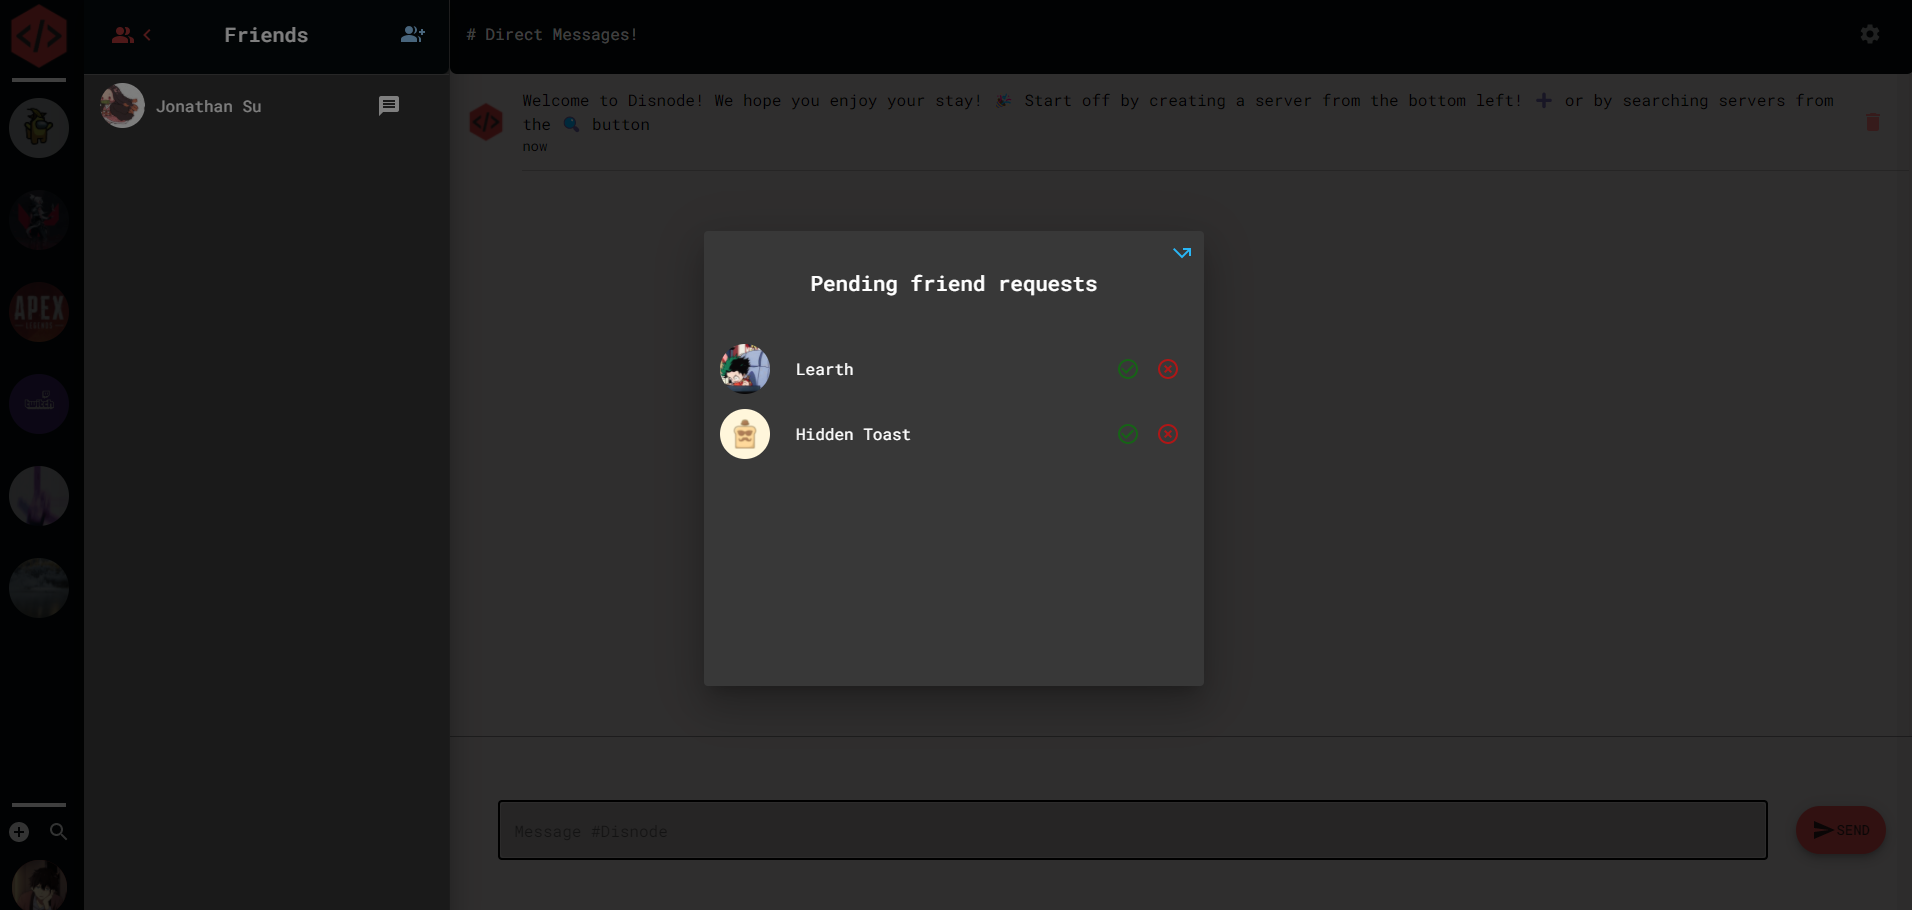 Friends
# Direct Messages!
Jonathan Su
Welcome to Disnode! We hope you enjoy your stay! 🎉 Start off by creating a server from the bottom left! ➕ or by searching servers from
the 🔍 button
now
APEX
twitch
Pending friend requests
Learth
Hidden Toast
Message #Disnode
SEND